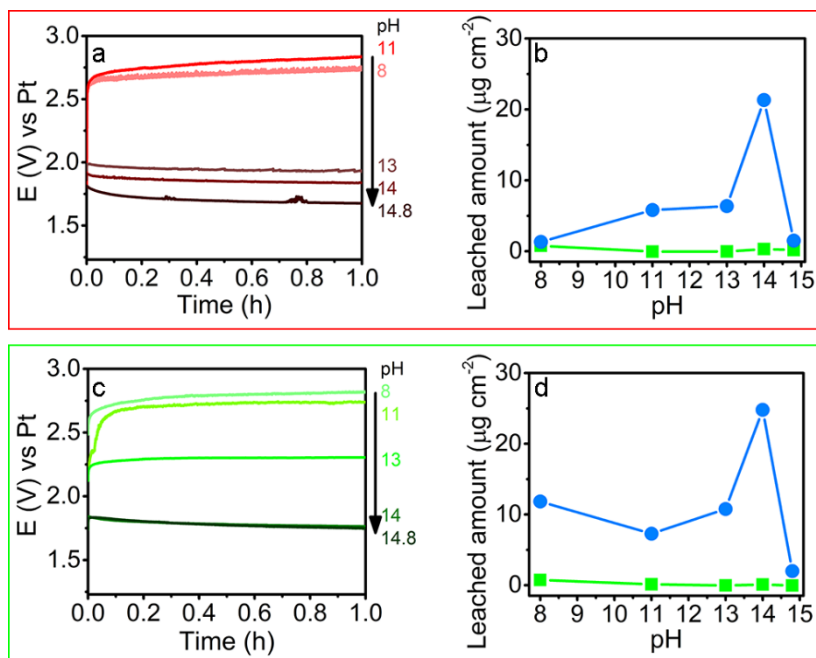 a
E (V) vs Pt
3.0
2.5
2.0
1.5
0.0 0.2 0.4 0.6 0.8 1.0
Time (h)
pH
11
8
13
14
14.8
b
Leached amount (µg cm⁻²)
30
20
10
0
8 9 10 11 12 13 14 15
pH
c
E (V) vs Pt
3.0
2.5
2.0
1.5
0.0 0.2 0.4 0.6 0.8 1.0
Time (h)
pH
8
11
13
14
14.8
d
Leached amount (µg cm⁻²)
30
20
10
0
8 9 10 11 12 13 14 15
pH